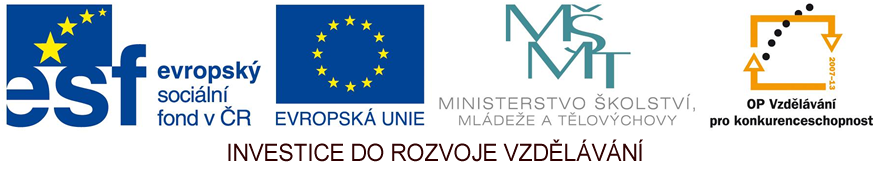 esf
evropský
sociální
fond v ČR
EVROPSKÁ UNIE
MŠMT
MINISTERSTVO ŠKOLSTVÍ,
MLÁDEŽE A TĚLOVÝCHOVY
2007-13
OP Vzdělávání
pro konkurenceschopnost
INVESTICE DO ROZVOJE VZDĚLÁVÁNÍ